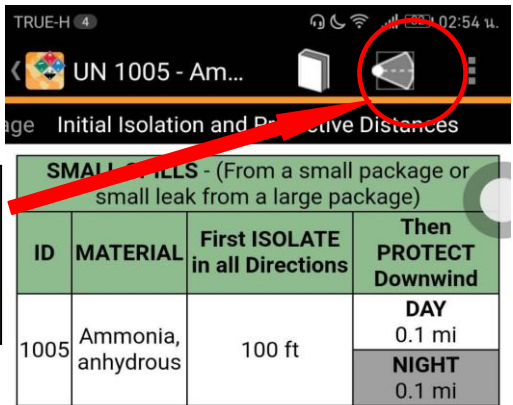 TRUE-H 4 82 02:54 น.
UN 1005 - Am...
age Initial Isolation and Protective Distances
SMALL SPILLS - (From a small package or
small leak from a large package)
ID MATERIAL First ISOLATE in all Directions Then PROTECT Downwind
1005 Ammonia, anhydrous 100 ft DAY 0.1 mi
NIGHT 0.1 mi